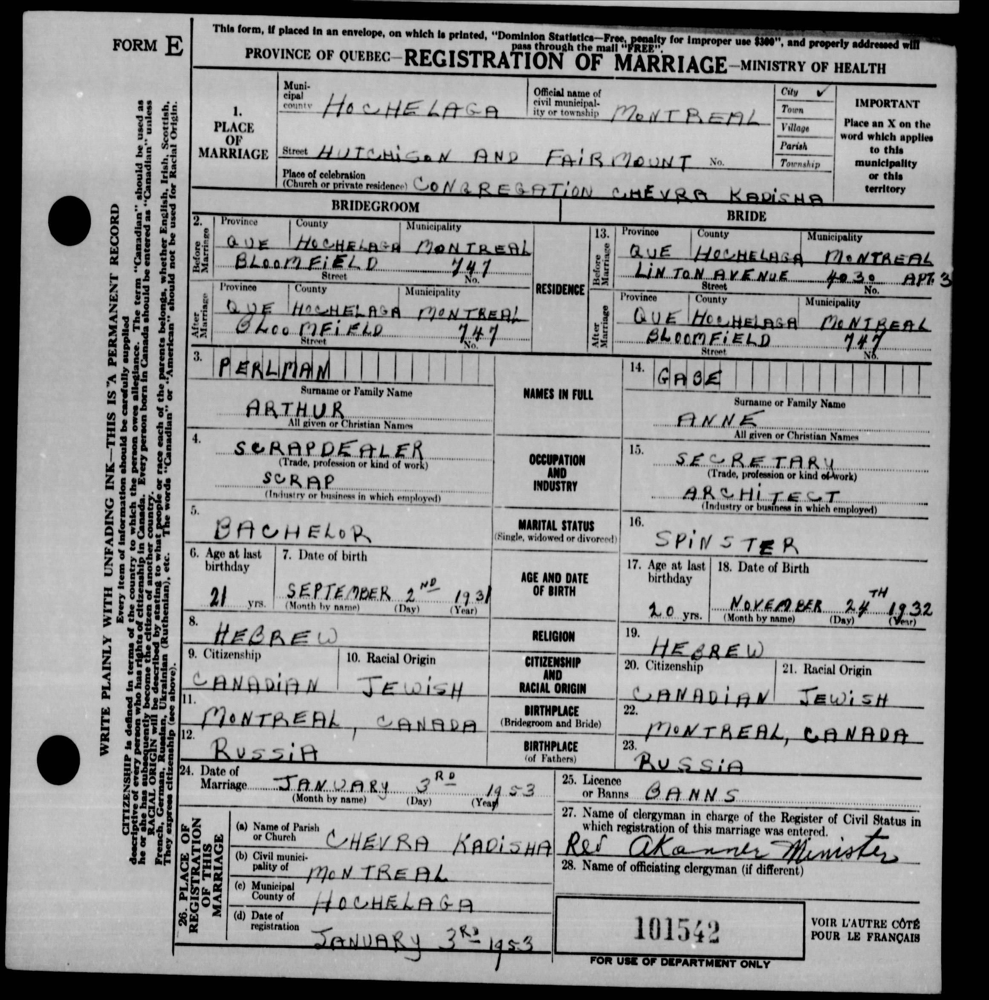 FORM E
This form, if placed in an envelope, on which is printed, "Dominion Statistics—Free, penalty for improper use $300", and properly addressed will
pass through the mail "FREE".
PROVINCE OF QUEBEC—REGISTRATION OF MARRIAGE—MINISTRY OF HEALTH
WRITE PLAINLY WITH UNFADING INK—THIS IS A PERMANENT RECORD
Every item of information should be carefully supplied
CITIZENSHIP is defined in terms of the country to which the person owes allegiance. The term "Canadian" should be used as
descriptive of every person who has rights of citizenship in Canada. Every person born in Canada should be entered as "Canadian" unless
he or she has subsequently become the citizen of another country.
RACIAL ORIGIN will be described by stating to what people or race each of the parents belongs, whether English, Irish, Scottish,
French, German, Russian, Ukrainian (Ruthenian), etc. The words "Canadian" or "American" should not be used for Racial Origin.
They express citizenship (see above).
1.
PLACE
OF
MARRIAGE
Muni-
cipal
county HOCHELAGA
Official name of
civil municipal-
ity or township MONTREAL
City ✓
Town
Village
Parish
Township
IMPORTANT
Place an X on the
word which applies
to this
municipality
or this
territory
Street HUTCHiSON AND FAiRMOUNT No.
Place of celebration
(Church or private residence) CONGREGATiON CHEVRA KADiSHA
BRIDEGROOM
BRIDE
2.
Before
Marriage
Province County Municipality
QUE HOCHELAGA MONTREAL
BLOOMFiELD 747
Street No.
After
Marriage
Province County Municipality
QUE HOCHELAGA MONTREAL
BLOOMFiELD 747
Street No.
RESIDENCE
13.
Before
Marriage
Province County Municipality
QUE HOCHELAGA MONTREAL
LiNTON AVENUE 4030 APT. 3
Street No.
After
Marriage
Province County Municipality
QUE HOCHELAGA MONTREAL
BLOOMFiELD 747
Street No.
3. PERLMAN
Surname or Family Name
ARTHUR
All given or Christian Names
NAMES IN FULL
14. GABE
Surname or Family Name
ANNE
All given or Christian Names
4. SCRAPDEALER
(Trade, profession or kind of work)
SCRAP
(Industry or business in which employed)
OCCUPATION
AND
INDUSTRY
15. SECRETARY
(Trade, profession or kind of work)
ARCHiTECT
(Industry or business in which employed)
5. BACHELOR
MARITAL STATUS
(Single, widowed or divorced)
16. SPiNSTER
6. Age at last
birthday
21 yrs.
7. Date of birth
SEPTEMBER 2ND 1931
(Month by name) (Day) (Year)
AGE AND DATE
OF BIRTH
17. Age at last
birthday
20 yrs.
18. Date of Birth
NOVEMBER 24TH 1932
(Month by name) (Day) (Year)
8. HEBREW
RELIGION
19. HEBREW
9. Citizenship
CANADiAN
10. Racial Origin
JEWiSH
CITIZENSHIP
AND
RACIAL ORIGIN
20. Citizenship
CANADiAN
21. Racial Origin
JEWiSH
11. MONTREAL, CANADA
BIRTHPLACE
(Bridegroom and Bride)
22. MONTREAL, CANADA
12. RUSSiA
BIRTHPLACE
(of Fathers)
23. RUSSiA
24. Date of
Marriage JANUARY 3RD 1953
(Month by name) (Day) (Year)
25. Licence
or Banns BANNS
26. PLACE OF
REGISTRATION
OF THIS
MARRIAGE
(a) Name of Parish
or Church CHEVRA KADiSHA
(b) Civil munici-
pality of MONTREAL
(c) Municipal
County of HOCHELAGA
(d) Date of
registration JANUARY 3RD 1953
27. Name of clergyman in charge of the Register of Civil Status in
which registration of this marriage was entered.
Rev AKanner Minister
28. Name of officiating clergyman (if different)
101542
FOR USE OF DEPARTMENT ONLY
VOIR L'AUTRE CÔTÉ
POUR LE FRANÇAIS